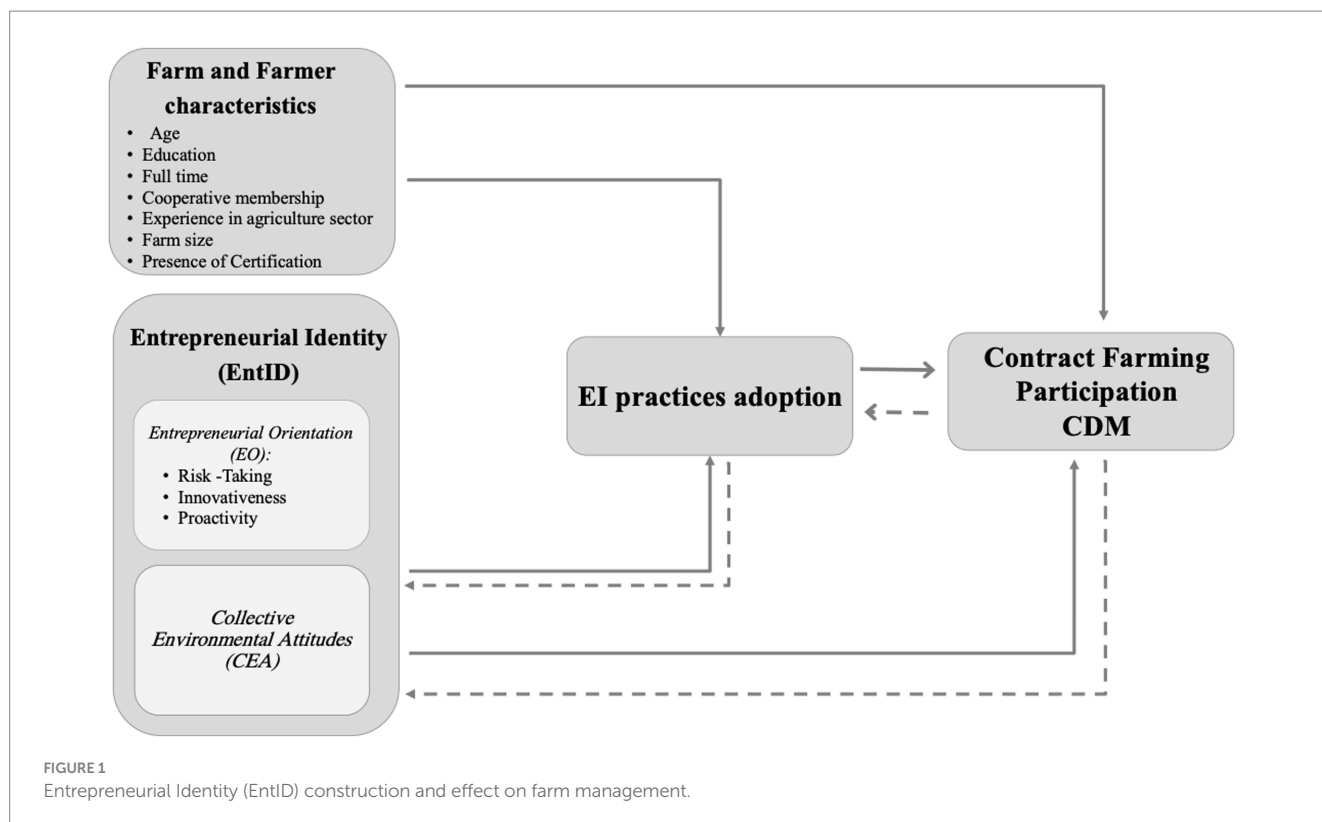 Farm and Farmer
characteristics
• Age
• Education
• Full time
• Cooperative membership
• Experience in agriculture sector
• Farm size
• Presence of Certification
Entrepreneurial Identity
(EntID)
Entrepreneurial Orientation
(EO):
• Risk -Taking
• Innovativeness
• Proactivity
Collective
Environmental Attitudes
(CEA)
EI practices adoption
Contract Farming
Participation
CDM
FIGURE 1
Entrepreneurial Identity (EntID) construction and effect on farm management.